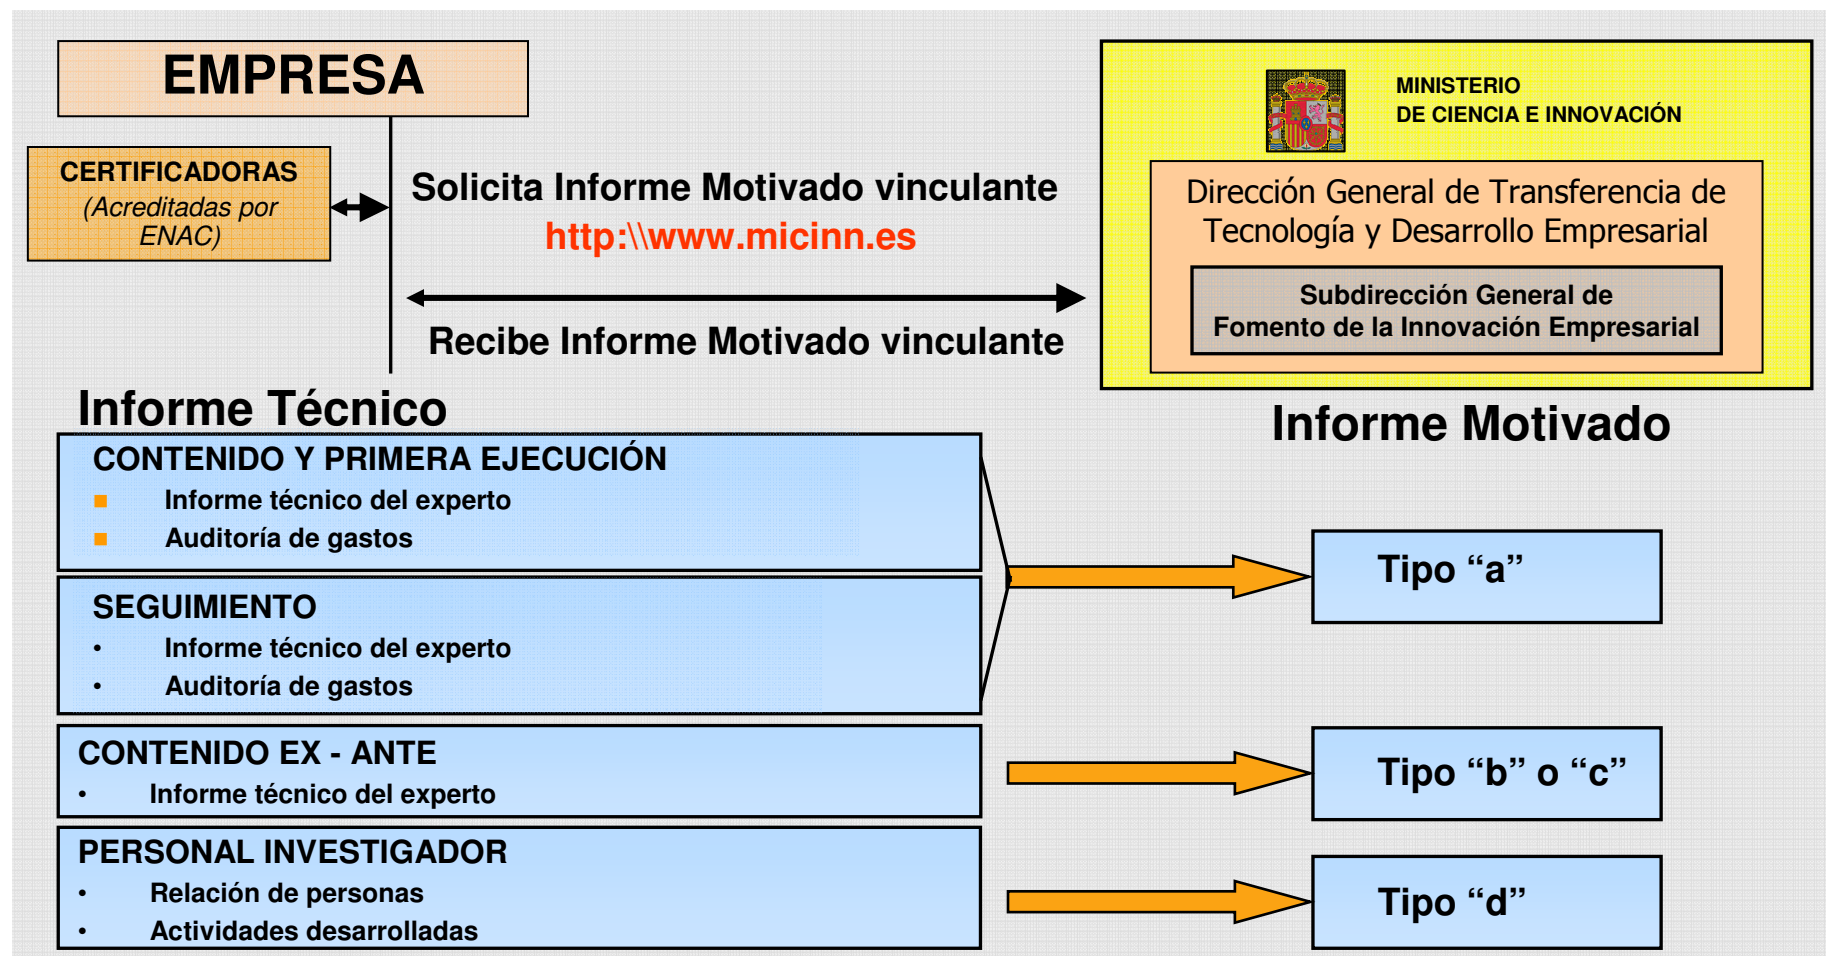 EMPRESA
CERTIFICADORAS
(Acreditadas por
ENAC)
Solicita Informe Motivado vinculante
http:\\www.micinn.es
Recibe Informe Motivado vinculante
MINISTERIO
DE CIENCIA E INNOVACIÓN
Dirección General de Transferencia de
Tecnología y Desarrollo Empresarial
Subdirección General de
Fomento de la Innovación Empresarial
Informe Técnico
Informe Motivado
CONTENIDO Y PRIMERA EJECUCIÓN
■ Informe técnico del experto
■ Auditoría de gastos
SEGUIMIENTO
• Informe técnico del experto
• Auditoría de gastos
Tipo “a”
CONTENIDO EX - ANTE
• Informe técnico del experto
Tipo “b” o “c”
PERSONAL INVESTIGADOR
• Relación de personas
• Actividades desarrolladas
Tipo “d”